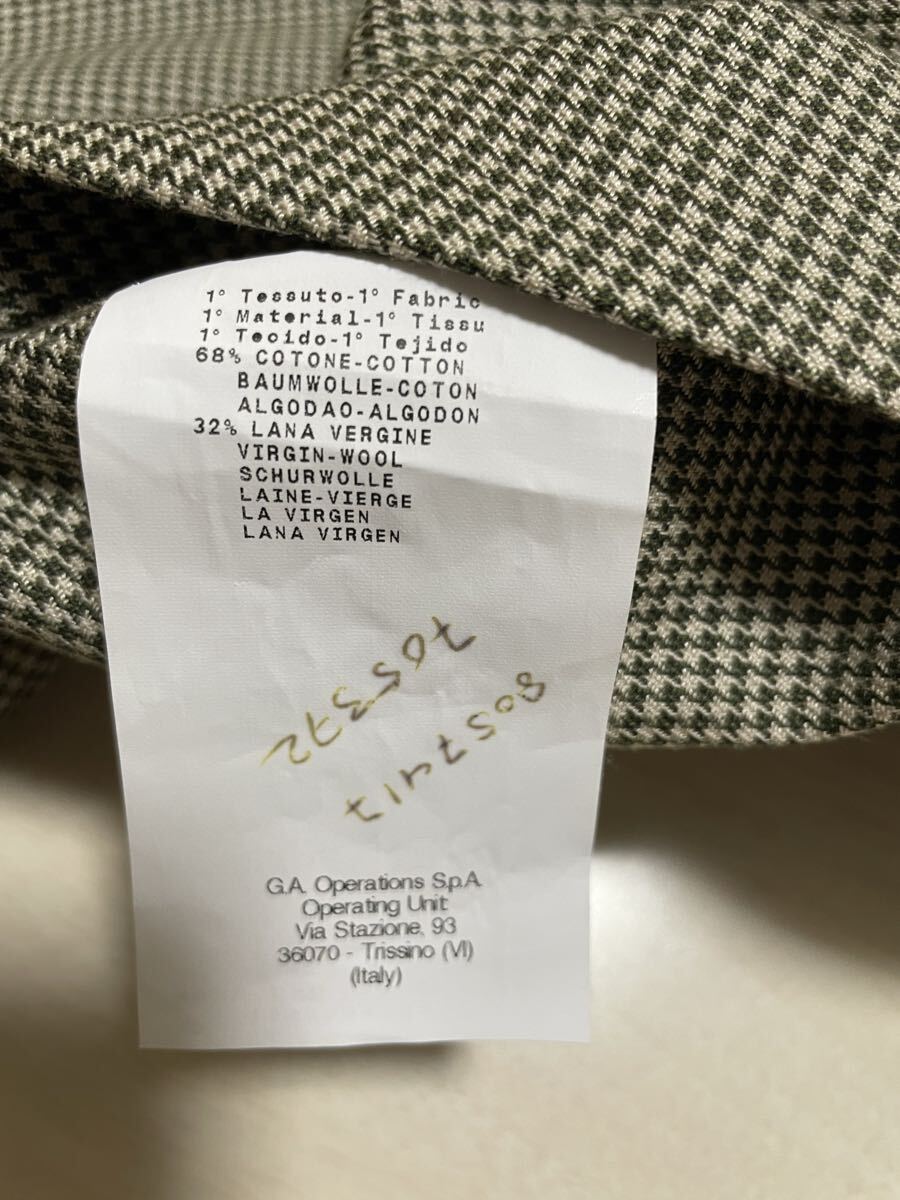 1° Tessuto-1° Fabric
1° Material-1° Tissu
1° Tecido-1° Tejido
68% COTONE-COTTON
BAUMWOLLE-COTON
ALGODAO-ALGODON
32% LANA VERGINE
VIRGIN-WOOL
SCHURWOLLE
LAINE-VIERGE
LA VIRGEN
LANA VIRGEN
G.A. Operations S.p.A.
Operating Unit
Via Stazione, 93
36070 - Trissino (VI)
(Italy)